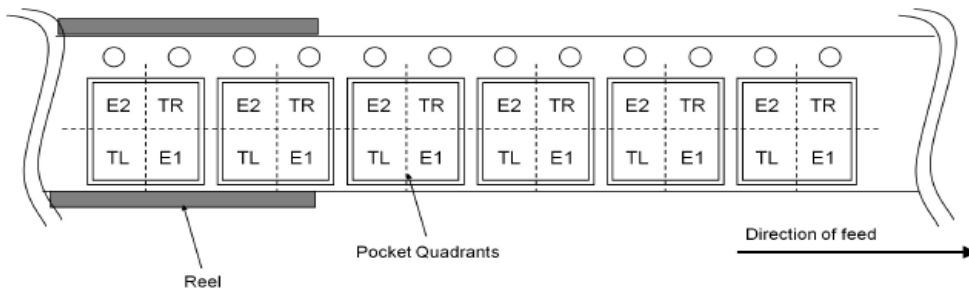 E2 TR E2 TR E2 TR E2 TR E2 TR E2 TR
TL E1 TL E1 TL E1 TL E1 TL E1 TL E1
Direction of feed
Pocket Quadrants
Reel